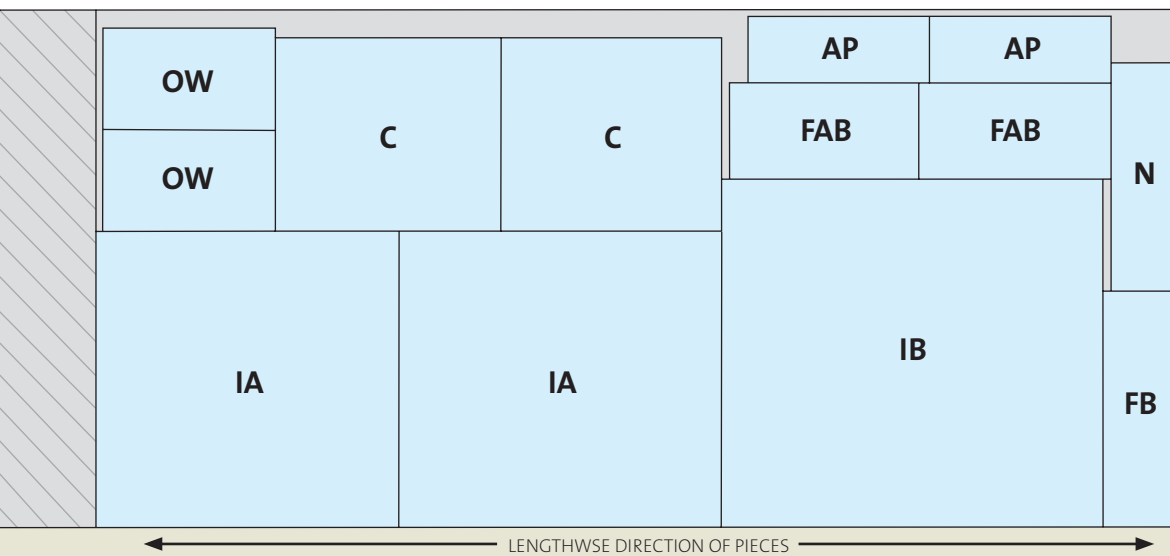 AP AP
OW
C C
FAB FAB
N
OW
IB
IA IA
FB
LENGTHWSE DIRECTION OF PIECES